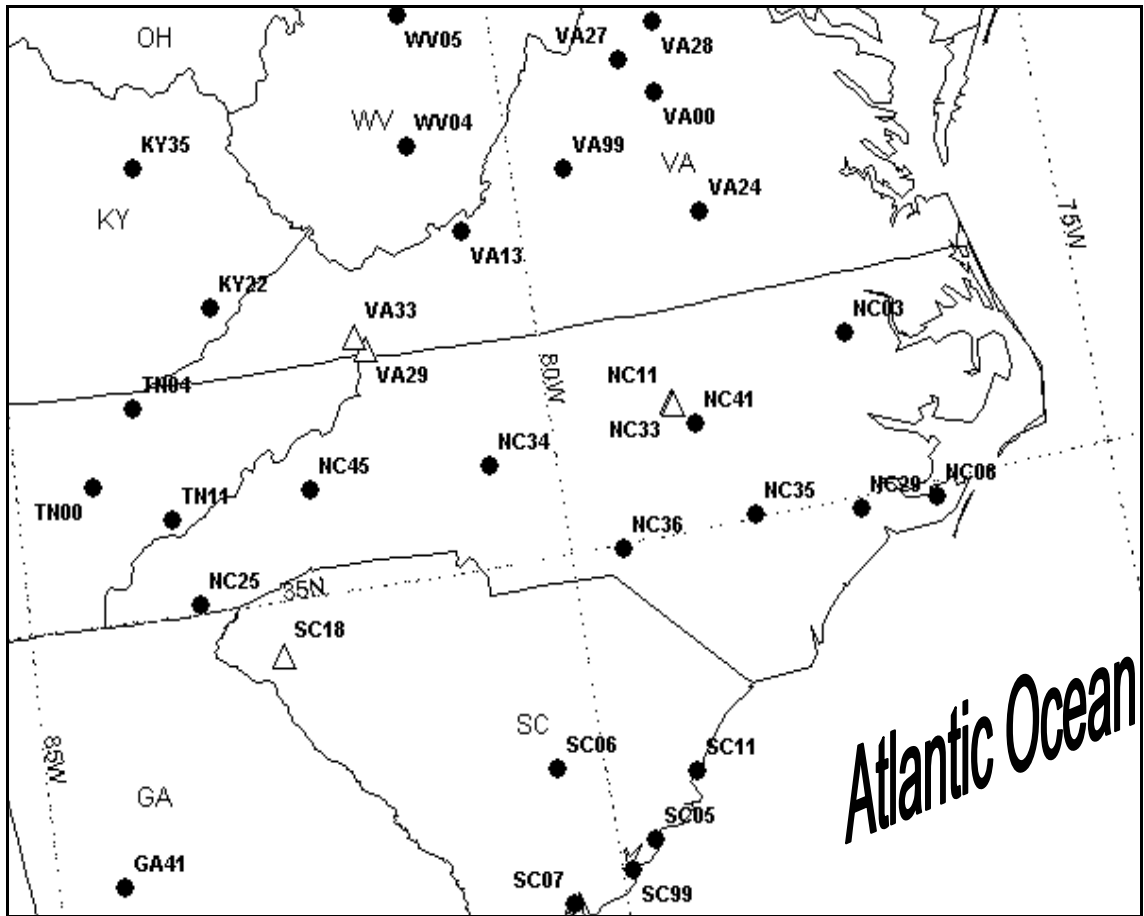 OH
WV05
VA27
VA28
WV
WV04
VA00
KY35
VA99
VA
VA24
KY
75W
VA13
KY22
VA33
NC03
VA29
80W
NC11
TN04
NC41
NC33
NC34
NC45
TN11
TN00
NC29
NC08
NC35
NC36
NC25
35N
SC18
SC
SC06
SC11
85W
Atlantic Ocean
GA
SC05
GA41
SC07
SC99